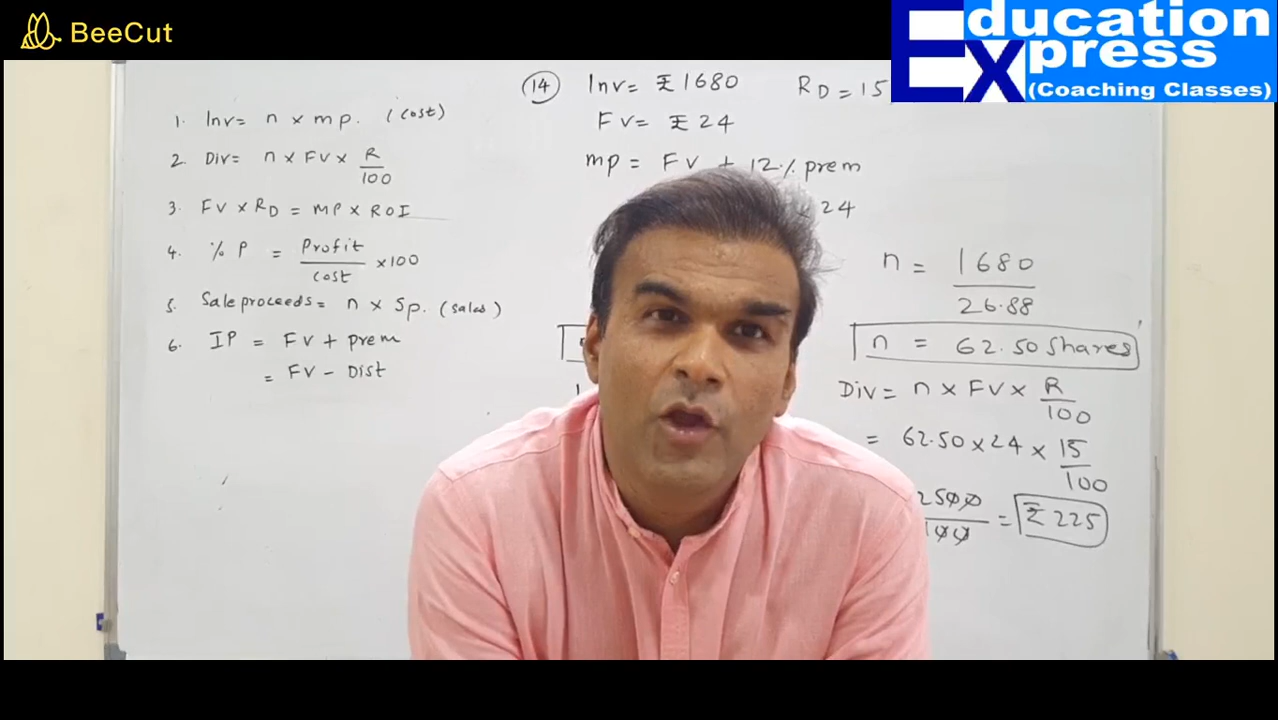 BeeCut
Education
Express
(Coaching Classes)
1. Inv= n × mp. (cost)
2. Div= n × FV × R/100
3. FV × RD = MP × ROI
4. % P = Profit/cost ×100
5. Sale proceeds = n × Sp. (sales)
6. IP = FV + prem
= FV - Dist
(14) Inv= ₹1680 RD = 15
FV= ₹24
mp = FV + 12% prem
24
n = 1680/26.88
n = 62.50 Shares
Div= n × FV × R/100
= 62.50 × 24 × 15/100
= ₹225